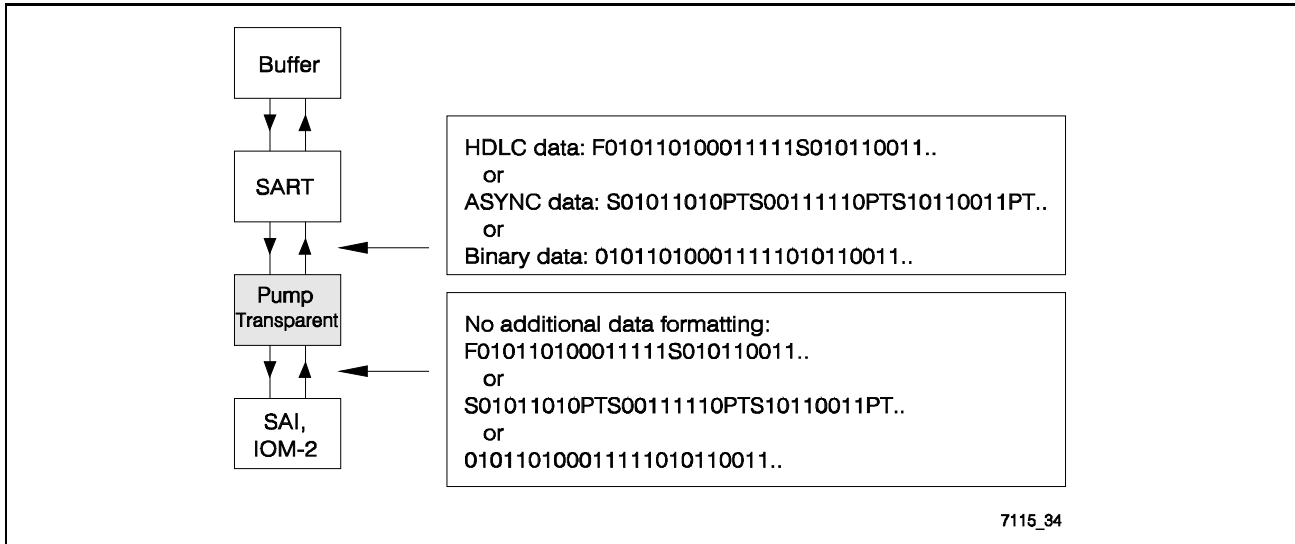 Buffer
SART
Pump
Transparent
SAI,
IOM-2
HDLC data: F010110100011111S010110011..
or
ASYNC data: S01011010PTS00111110PTS10110011PT..
or
Binary data: 010110100011111010110011..
No additional data formatting:
F010110100011111S010110011..
or
S01011010PTS00111110PTS10110011PT..
or
010110100011111010110011..
7115_34